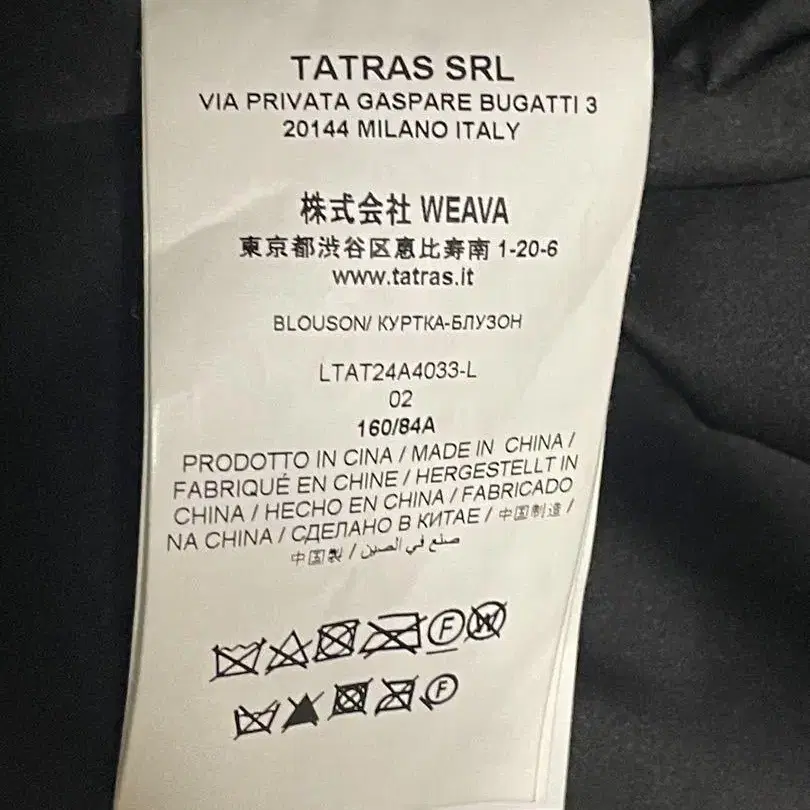 TATRAS SRL
VIA PRIVATA GASPARE BUGATTI 3
20144 MILANO ITALY
株式会社 WEAVA
東京都渋谷区恵比寿南 1-20-6
www.tatras.it
BLOUSON/ КУРТКА-БЛУЗОН
LTAT24A4033-L
02
160/84A
PRODOTTO IN CINA / MADE IN CHINA /
FABRIQUÉ EN CHINE / HERGESTELLT IN
CHINA / HECHO EN CHINA / FABRICADO
NA CHINA / СДЕЛАНО В КИТАЕ / 中国制造 /
中国製 / صنع في الصين
F W
F